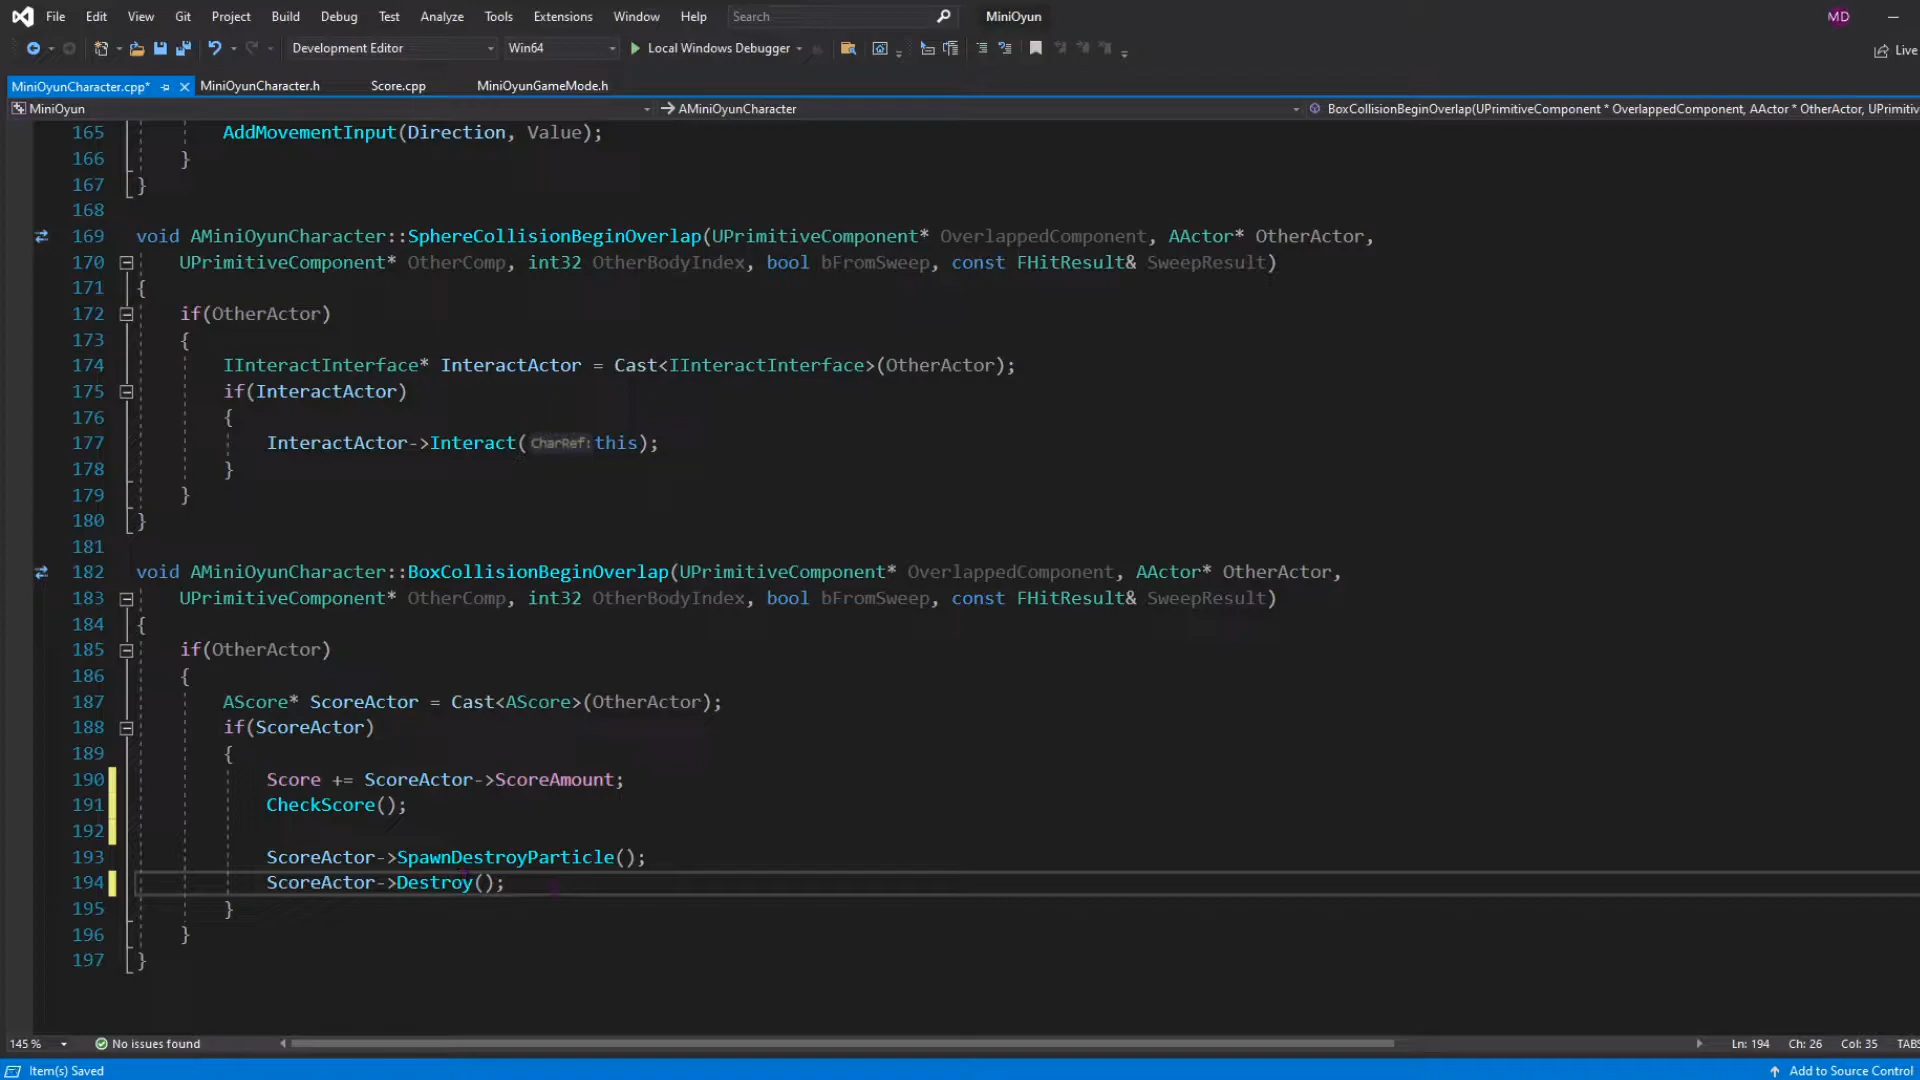 File Edit View Git Project Build Debug Test Analyze Tools Extensions Window Help Search MiniOyun MD
Development Editor Win64 Local Windows Debugger Live
MiniOyunCharacter.cpp* MiniOyunCharacter.h Score.cpp MiniOyunGameMode.h
MiniOyun AMiniOyunCharacter BoxCollisionBeginOverlap(UPrimitiveComponent * OverlappedComponent, AActor * OtherActor, UPrimitive
165 AddMovementInput(Direction, Value);
166 }
167 }
168
169 void AMiniOyunCharacter::SphereCollisionBeginOverlap(UPrimitiveComponent* OverlappedComponent, AActor* OtherActor,
170 UPrimitiveComponent* OtherComp, int32 OtherBodyIndex, bool bFromSweep, const FHitResult& SweepResult)
171 {
172 if(OtherActor)
173 {
174 IInteractInterface* InteractActor = Cast<IInteractInterface>(OtherActor);
175 if(InteractActor)
176 {
177 InteractActor->Interact(CharRef:this);
178 }
179 }
180 }
181
182 void AMiniOyunCharacter::BoxCollisionBeginOverlap(UPrimitiveComponent* OverlappedComponent, AActor* OtherActor,
183 UPrimitiveComponent* OtherComp, int32 OtherBodyIndex, bool bFromSweep, const FHitResult& SweepResult)
184 {
185 if(OtherActor)
186 {
187 AScore* ScoreActor = Cast<AScore>(OtherActor);
188 if(ScoreActor)
189 {
190 Score += ScoreActor->ScoreAmount;
191 CheckScore();
192
193 ScoreActor->SpawnDestroyParticle();
194 ScoreActor->Destroy();
195 }
196 }
197 }
145 % No issues found Ln: 194 Ch: 26 Col: 35 TABS
Item(s) Saved Add to Source Control